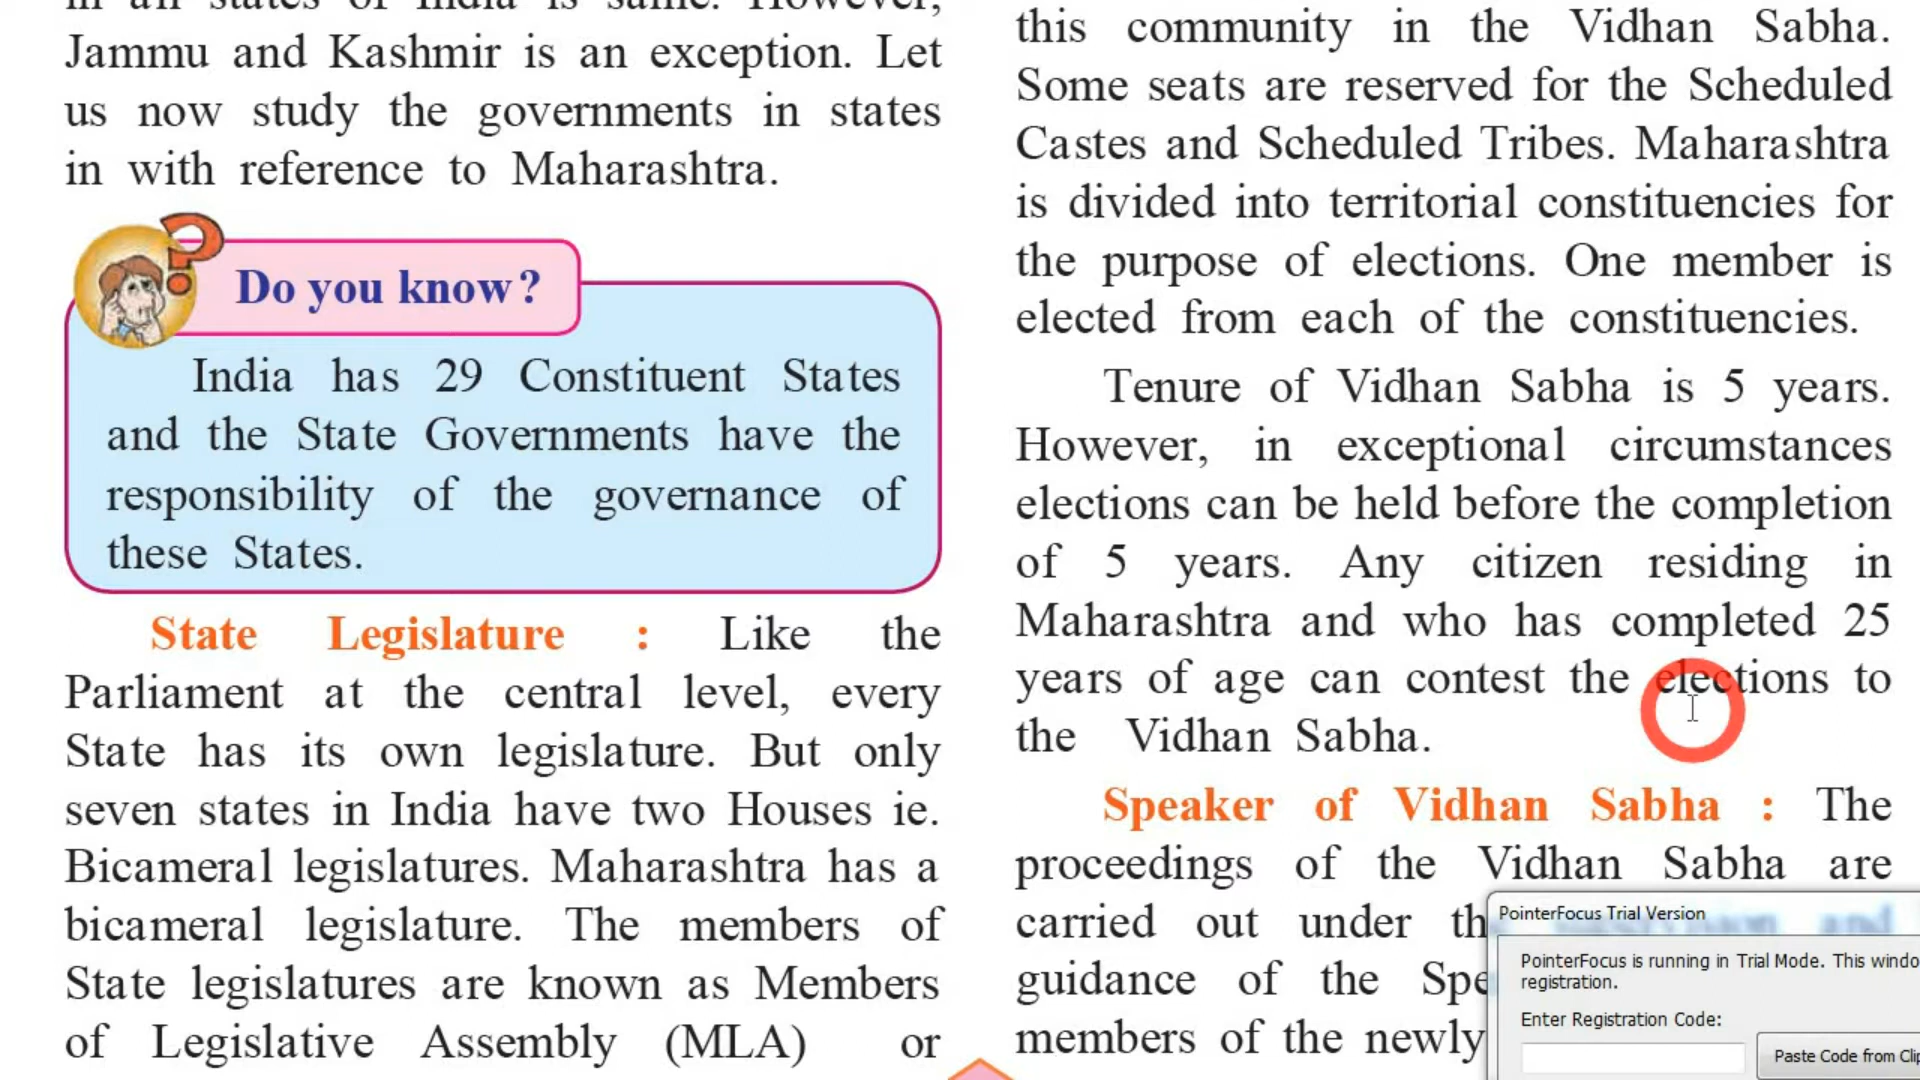 in all states of India is same. However,
Jammu and Kashmir is an exception. Let
us now study the governments in states
in with reference to Maharashtra.
Do you know?
India has 29 Constituent States
and the State Governments have the
responsibility of the governance of
these States.
State Legislature : Like the
Parliament at the central level, every
State has its own legislature. But only
seven states in India have two Houses ie.
Bicameral legislatures. Maharashtra has a
bicameral legislature. The members of
State legislatures are known as Members
of Legislative Assembly (MLA) or
this community in the Vidhan Sabha.
Some seats are reserved for the Scheduled
Castes and Scheduled Tribes. Maharashtra
is divided into territorial constituencies for
the purpose of elections. One member is
elected from each of the constituencies.
Tenure of Vidhan Sabha is 5 years.
However, in exceptional circumstances
elections can be held before the completion
of 5 years. Any citizen residing in
Maharashtra and who has completed 25
years of age can contest the elections to
the Vidhan Sabha.
Speaker of Vidhan Sabha : The
proceedings of the Vidhan Sabha are
carried out under and
guidance of the
members of the newly
PointerFocus Trial Version
PointerFocus is running in Trial Mode. This
registration.
Enter Registration Code:
Paste Code from